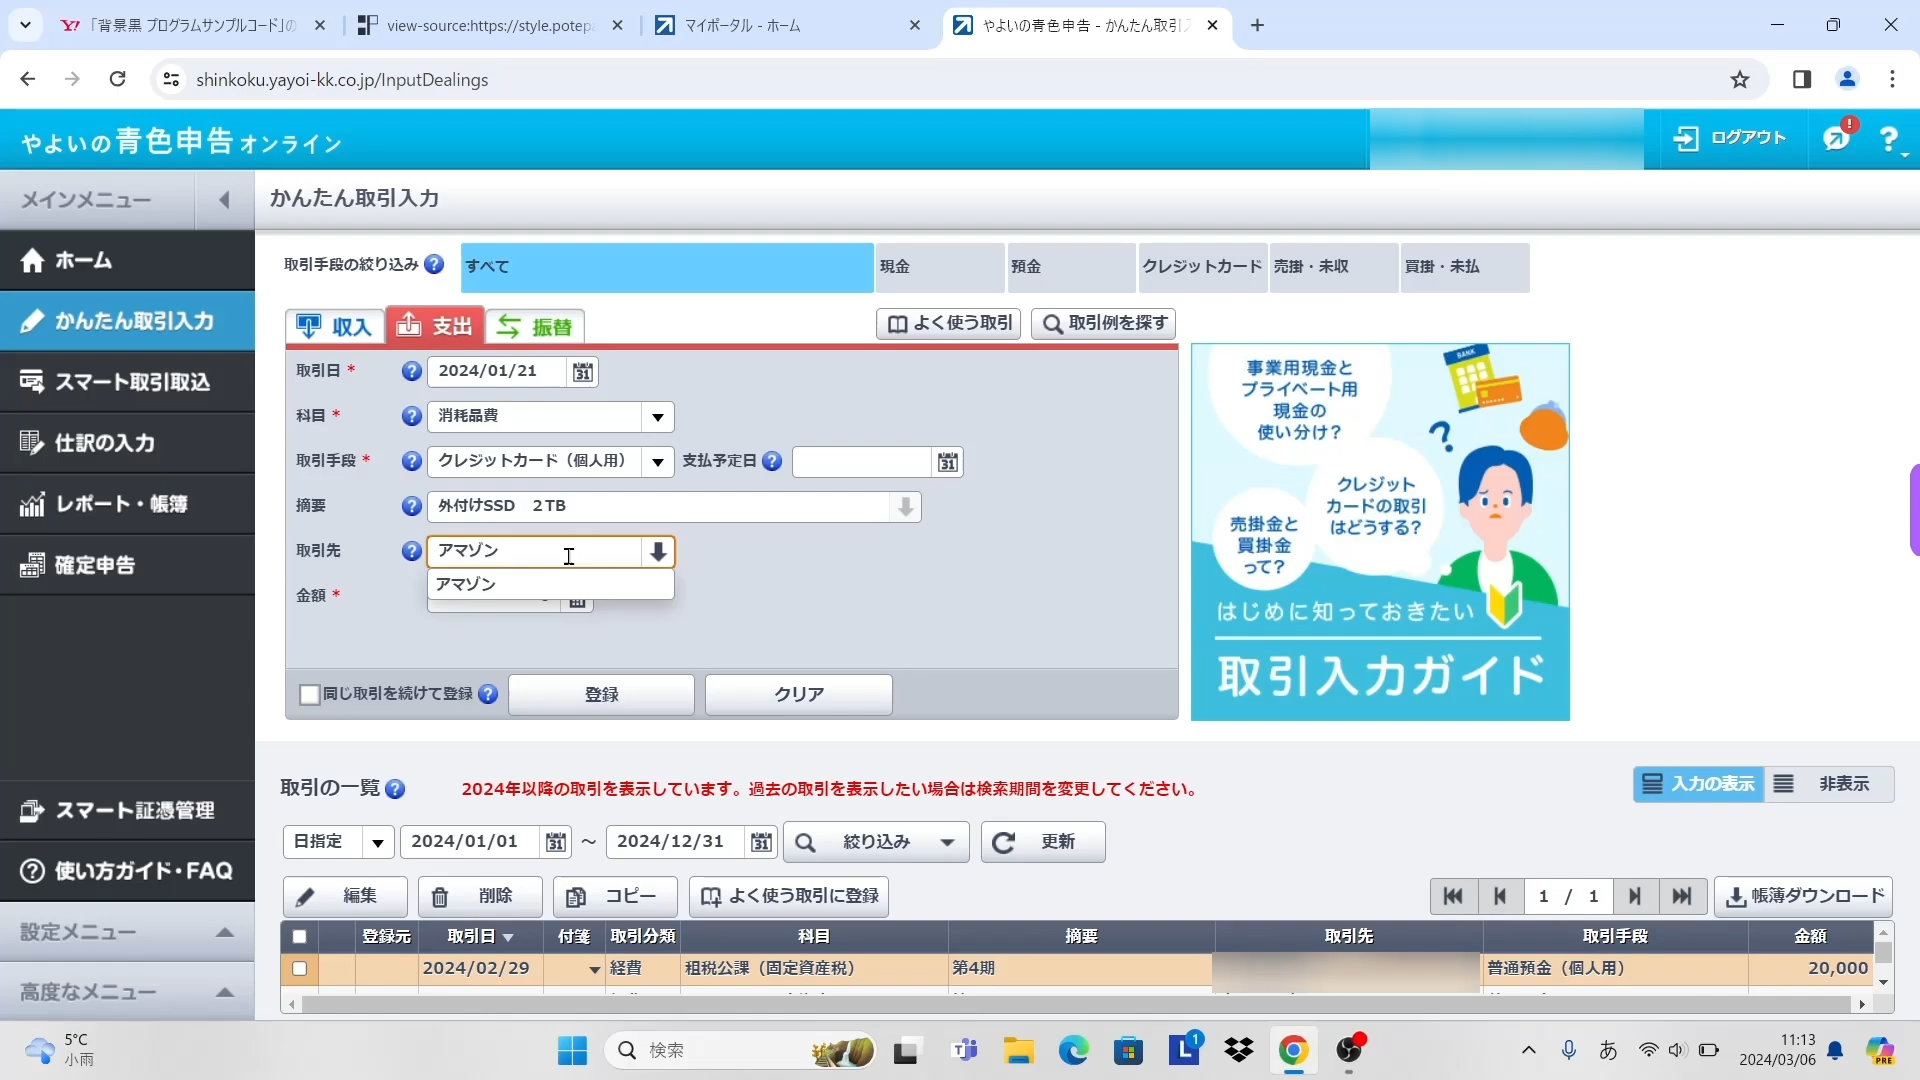 「背景黒 プログラムサンプルコード」の
view-source:https://style.potepa
マイポータル - ホーム
やよいの青色申告 - かんたん取引入
shinkoku.yayoi-kk.co.jp/InputDealings
やよいの青色申告オンライン
ログアウト
メインメニュー
かんたん取引入力
ホーム
かんたん取引入力
スマート取引取込
仕訳の入力
レポート・帳簿
確定申告
スマート証憑管理
使い方ガイド・FAQ
設定メニュー
高度なメニュー
取引手段の絞り込み
すべて
現金
預金
クレジットカード
売掛・未収
買掛・未払
収入
支出
振替
よく使う取引
取引例を探す
取引日 *
2024/01/21
科目 *
消耗品費
取引手段 *
クレジットカード（個人用）
支払予定日
摘要
外付けSSD　２TB
取引先
アマゾン
アマゾン
金額 *
同じ取引を続けて登録
登録
クリア
事業用現金と
プライベート用
現金の
使い分け？
BANK
クレジット
カードの取引
はどうする？
売掛金と
買掛金
って？
はじめに知っておきたい
取引入力ガイド
取引の一覧
2024年以降の取引を表示しています。過去の取引を表示したい場合は検索期間を変更してください。
入力の表示
非表示
日指定
2024/01/01
～
2024/12/31
絞り込み
更新
編集
削除
コピー
よく使う取引に登録
1 / 1
帳簿ダウンロード
登録元 取引日 付箋 取引分類 科目 摘要 取引先 取引手段 金額
2024/02/29 経費 租税公課（固定資産税） 第4期 普通預金（個人用） 20,000
5°C
小雨
検索
1
あ
11:13
2024/03/06
PRE